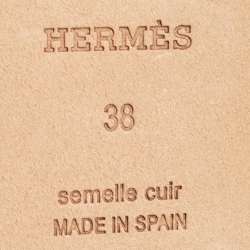 HERMÈS
38
semelle cuir
MADE IN SPAIN